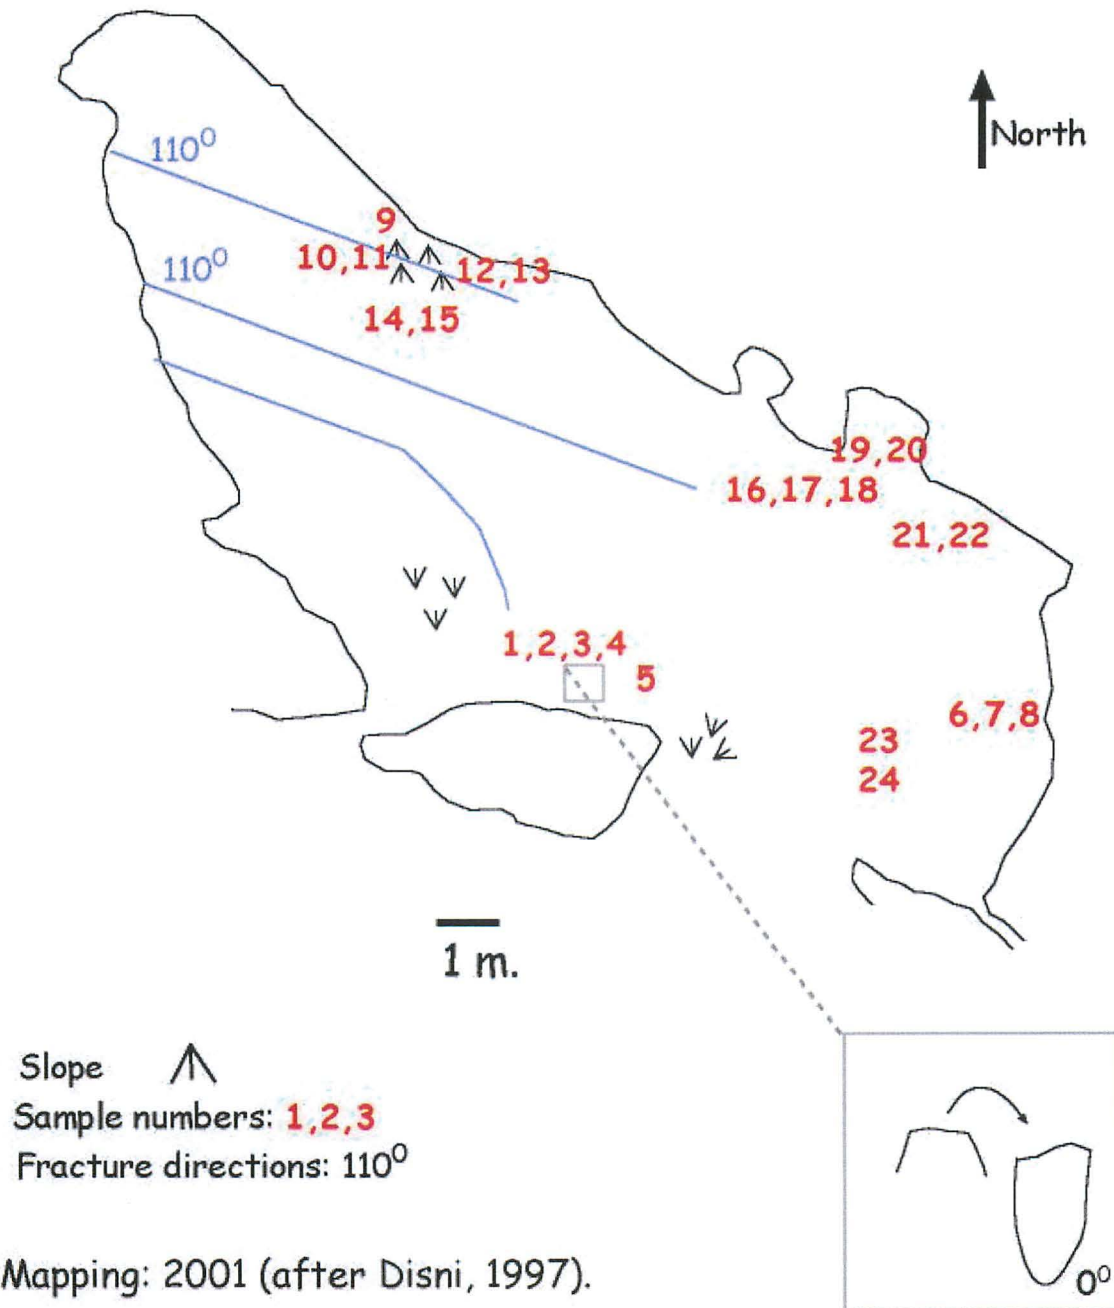 110⁰
North
9
10,11
110⁰
12,13
14,15
19,20
16,17,18
21,22
1,2,3,4
5
6,7,8
23
24
1 m.
Slope
Sample numbers: 1,2,3
Fracture directions: 110⁰
0⁰
Mapping: 2001 (after Disni, 1997).